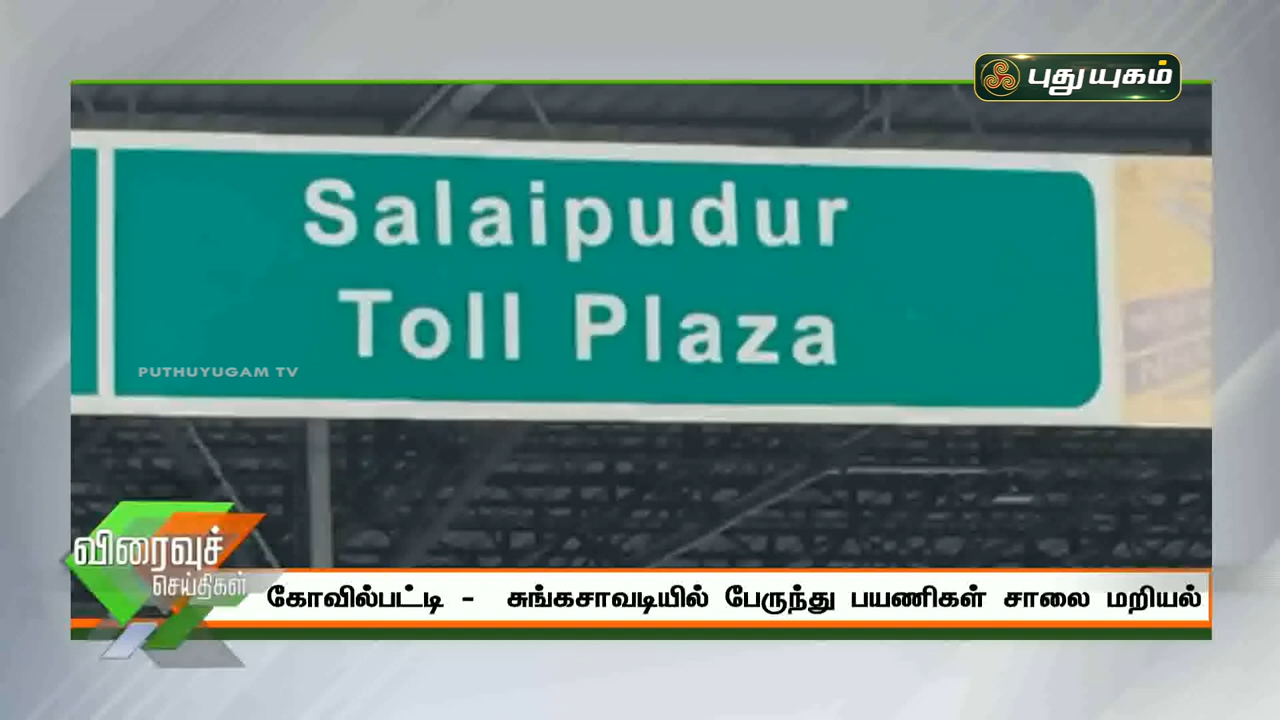 புதுயுகம்
Salaipudur
Toll Plaza
PUTHUYUGAM TV
விரைவுச்
செய்திகள்
கோவில்பட்டி - சுங்கசாவடியில் பேருந்து பயணிகள் சாலை மறியல்